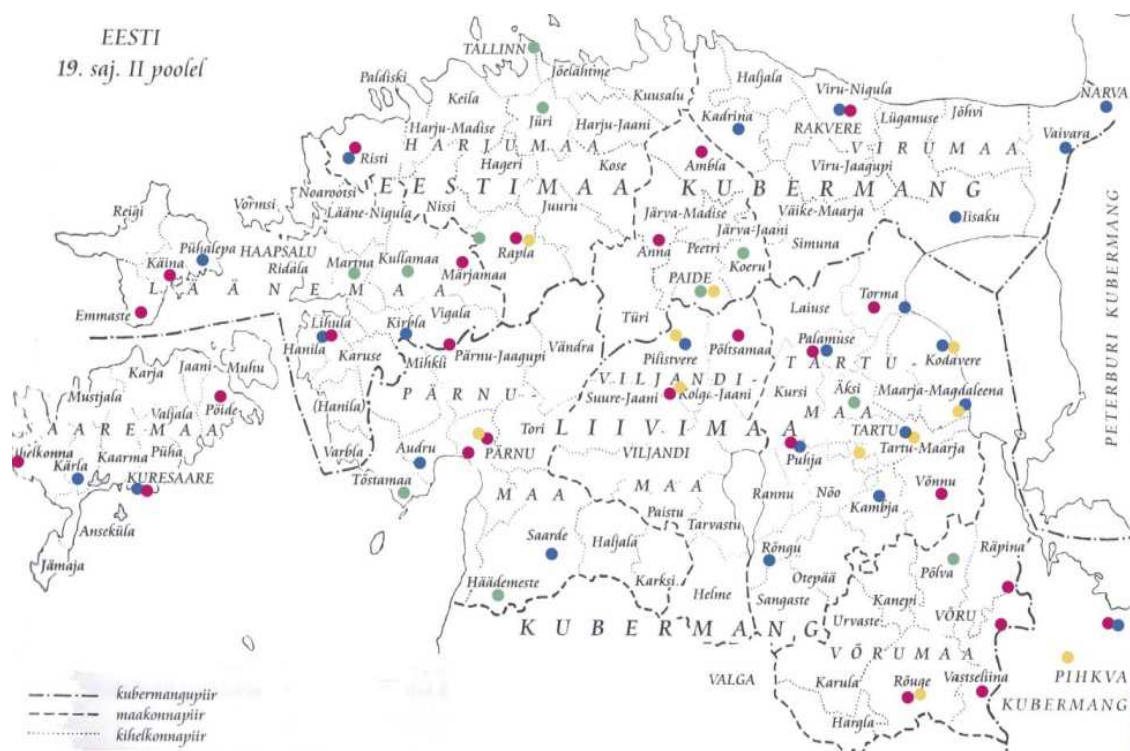 EESTI
19. saj. II poolel
TALLINN
Paldiski
Jõelähtme
Keila
Kuusalu
Haljala
Viru-Nigula
NARVA
Harju-Madise
Jüri
Harju-Jaani
Kadrina
RAKVERE
Lüganuse
Jõhvi
Vaivara
HARJUMAA
VIRUMAA
Risti
Hageri
Kose
Ambla
Viru-Jaagupi
Noarootsi
EESTIMAA KUBERMANG
Reigi
Vormsi
Lääne-Nigula
Nissi
Juuru
Järva-Madise
Väike-Maarja
Iisaku
Pühalepa
HAAPSALU
Rapla
Anna
Peetri
Järva-Jaani
Simuna
Käina
Ridala
Martna
Kullamaa
Märjamaa
Koeru
LÄÄNEMAA
PAIDE
Emmaste
Vigala
Türi
Laiuse
Torma
Lihula
Kirbla
Hanila
Karuse
Mihkli
Pärnu-Jaagupi
Vändra
Pilistvere
Põltsamaa
Palamuse
Kodavere
Karja
Jaani
Muhu
Mustjala
Valjala
Pöide
(Hanila)
PÄRNU-
VILJANDI-
TARTU-
Suure-Jaani
Kolga-Jaani
Kursi
Äksi
Maarja-Magdaleena
MAA
SAAREMAA
Varbla
Audru
PÄRNU
Tori
LIIVIMAA
TARTU
Tartu-Maarja
Kihelkonna
Kärla
Kaarma
Püha
VILJANDI
Puhja
KURESAARE
Tõstamaa
MAA
MAA
Rannu
Nõo
Kambja
Võnnu
Anseküla
Paistu
Tarvastu
Jämaja
Saarde
Haljala
Rõngu
Räpina
Häädemeste
Karksi
Helme
Otepää
Sangaste
Põlva
Kanepi
KUBERMANG
Urvaste
VÕRU
VÕRUMAA
VALGA
Karula
Rõuge
Vastseliina
Hargla
PIHKVA
KUBERMANG
PETERBURI KUBERMANG
kubermangupiir
maakonnapiir
kihelkonnapiir